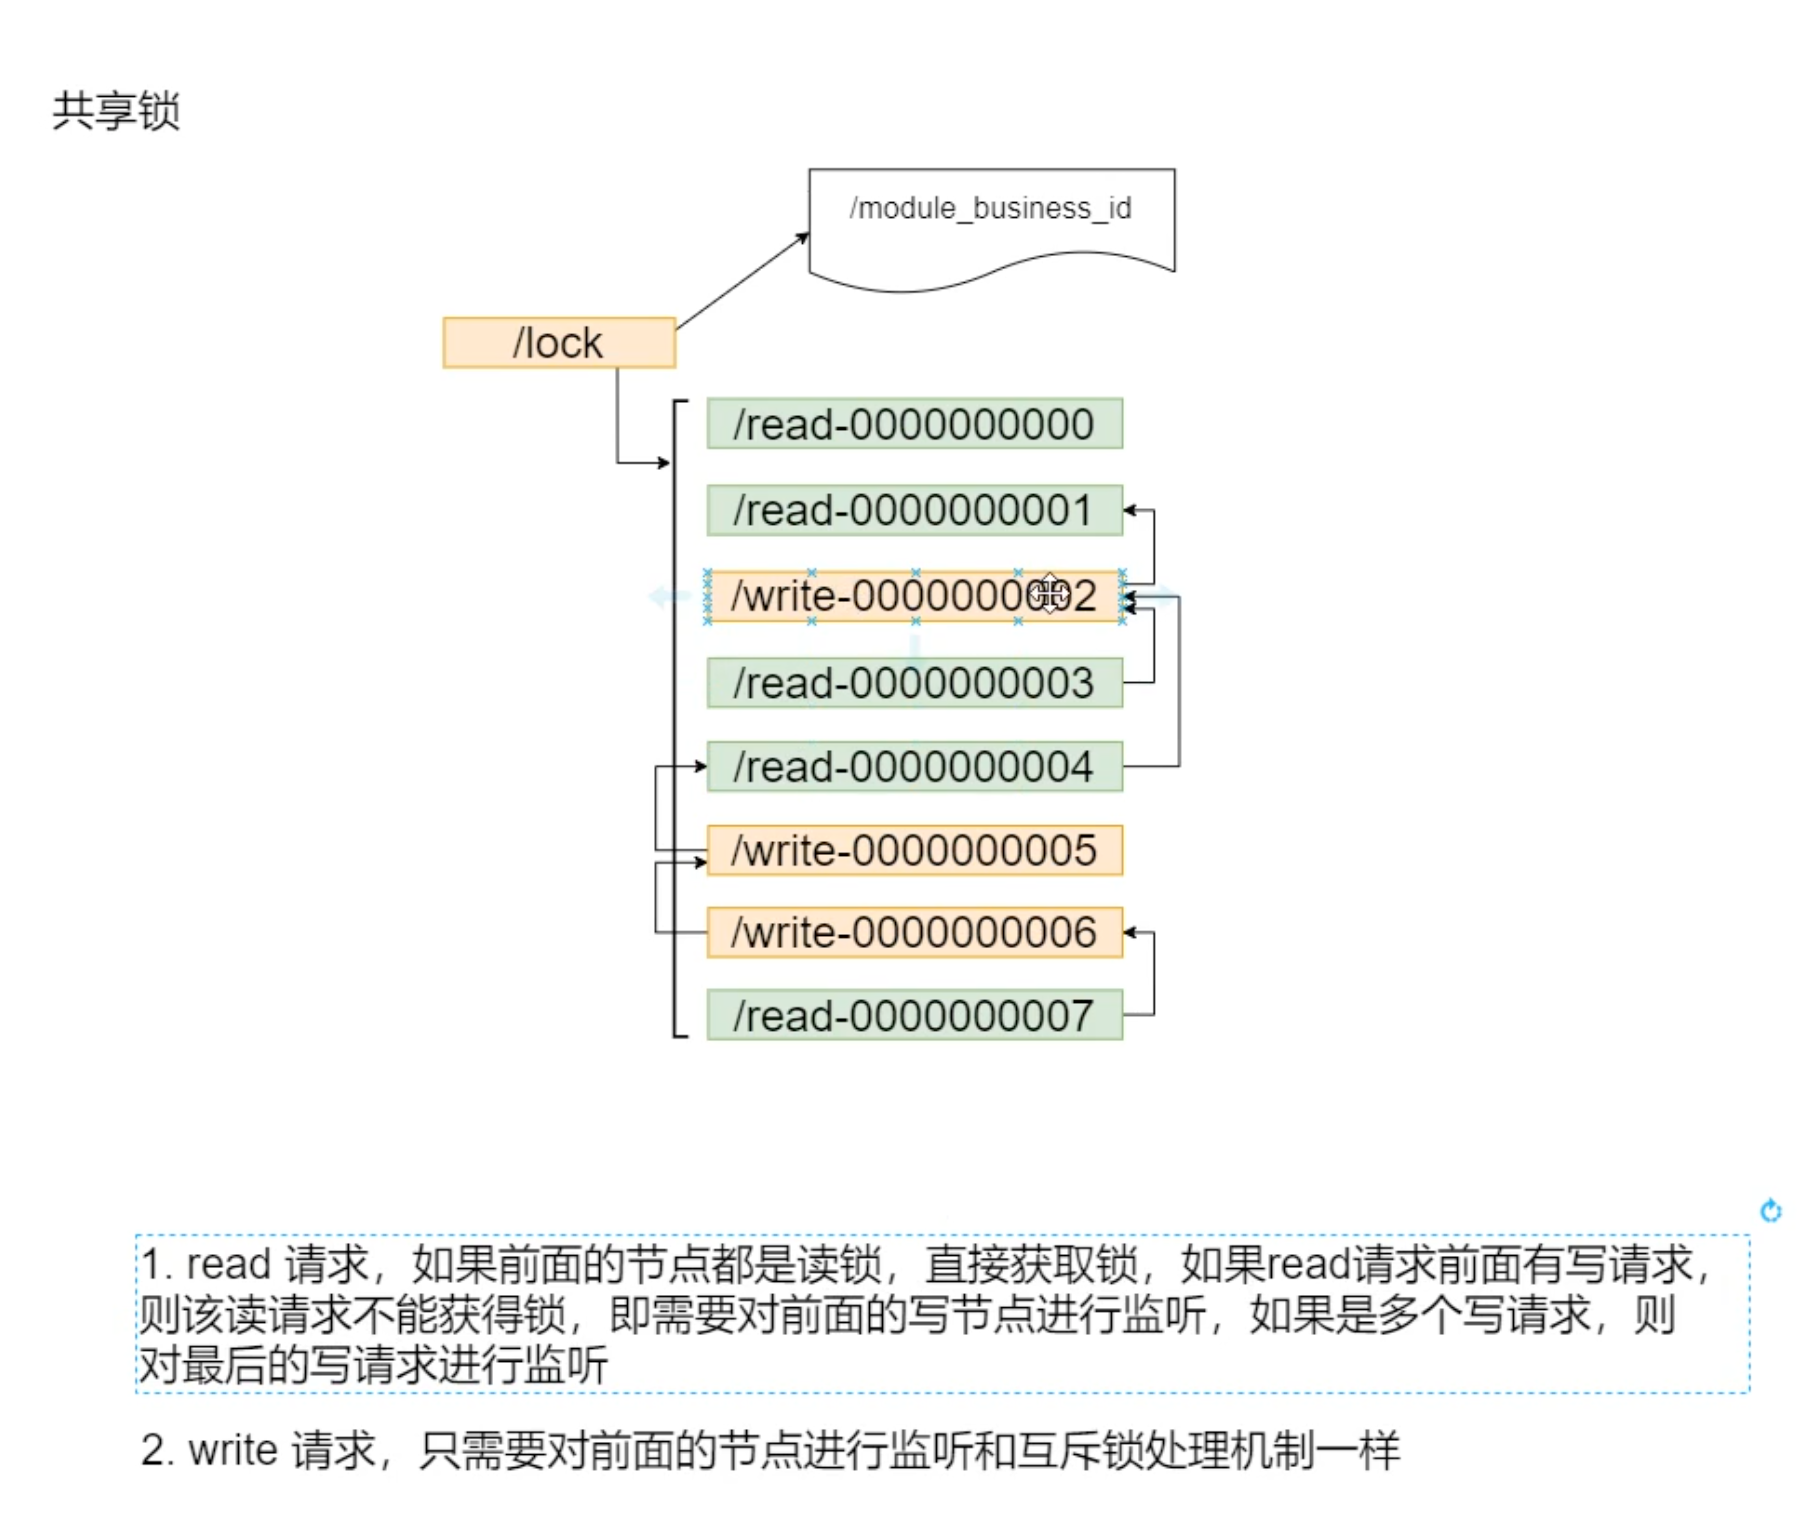 共享锁
/module_business_id
/lock
/read-0000000000
/read-0000000001
/write-0000000002
/read-0000000003
/read-0000000004
/write-0000000005
/write-0000000006
/read-0000000007
1. read 请求，如果前面的节点都是读锁，直接获取锁，如果read请求前面有写请求，
则该读请求不能获得锁，即需要对前面的写节点进行监听，如果是多个写请求，则
对最后的写请求进行监听
2. write 请求，只需要对前面的节点进行监听和互斥锁处理机制一样